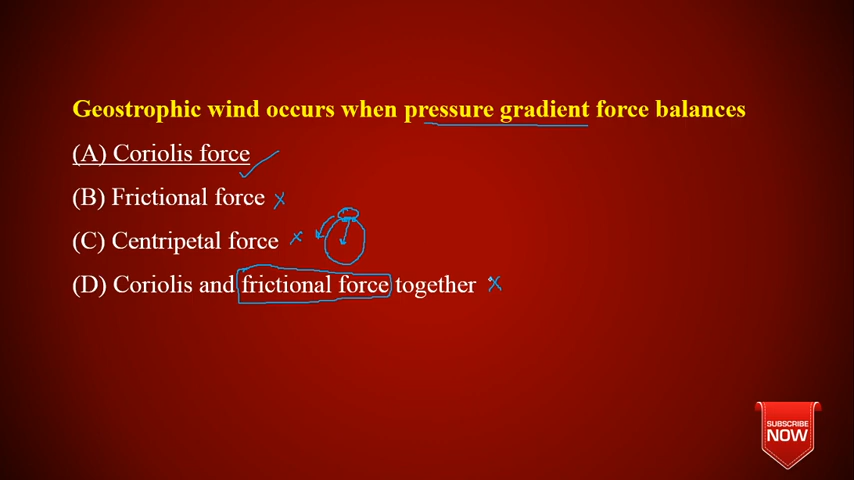 Geostrophic wind occurs when pressure gradient force balances
(A) Coriolis force
(B) Frictional force
(C) Centripetal force
(D) Coriolis and frictional force together
SUBSCRIBE
NOW